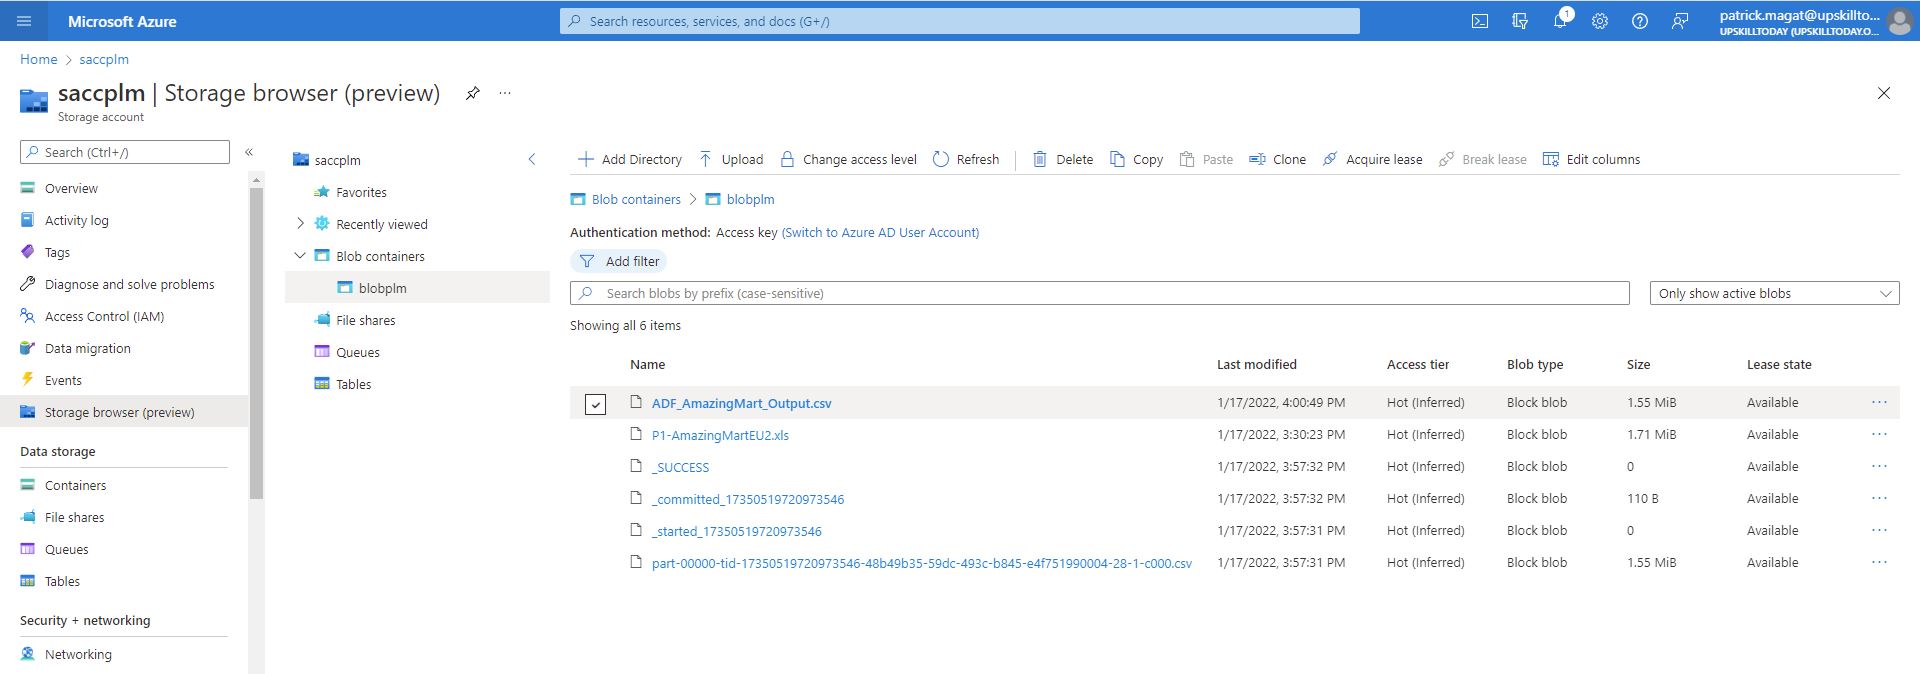 Microsoft Azure
Search resources, services, and docs (G+/)
1
patrick.magat@upskillto...
UPSKILLTODAY (UPSKILLTODAY.O...
Home > saccplm
saccplm | Storage browser (preview)
Storage account
Search (Ctrl+/)
Overview
Activity log
Tags
Diagnose and solve problems
Access Control (IAM)
Data migration
Events
Storage browser (preview)
Data storage
Containers
File shares
Queues
Tables
Security + networking
Networking
saccplm
Favorites
Recently viewed
Blob containers
blobplm
File shares
Queues
Tables
Add Directory Upload Change access level Refresh Delete Copy Paste Clone Acquire lease Break lease Edit columns
Blob containers > blobplm
Authentication method: Access key (Switch to Azure AD User Account)
Add filter
Search blobs by prefix (case-sensitive) Only show active blobs
Showing all 6 items
Name Last modified Access tier Blob type Size Lease state
ADF_AmazingMart_Output.csv 1/17/2022, 4:00:49 PM Hot (Inferred) Block blob 1.55 MiB Available
P1-AmazingMartEU2.xls 1/17/2022, 3:30:23 PM Hot (Inferred) Block blob 1.71 MiB Available
_SUCCESS 1/17/2022, 3:57:32 PM Hot (Inferred) Block blob 0 Available
_committed_17350519720973546 1/17/2022, 3:57:32 PM Hot (Inferred) Block blob 110 B Available
_started_17350519720973546 1/17/2022, 3:57:31 PM Hot (Inferred) Block blob 0 Available
part-00000-tid-17350519720973546-48b49b35-59dc-493c-b845-e4f751990004-28-1-c000.csv 1/17/2022, 3:57:31 PM Hot (Inferred) Block blob 1.55 MiB Available